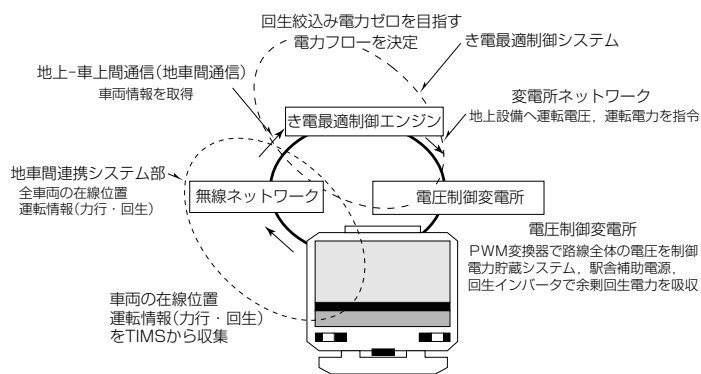 回生絞込み電力ゼロを目指す
電力フローを決定
き電最適制御システム
地上-車上間通信(地車間通信)
車両情報を取得
変電所ネットワーク
地上設備へ運転電圧，運転電力を指令
き電最適制御エンジン
地車間連携システム部
全車両の在線位置
運転情報(力行・回生)
無線ネットワーク
電圧制御変電所
電圧制御変電所
PWM変換器で路線全体の電圧を制御
電力貯蔵システム，駅舎補助電源，
回生インバータで余剰回生電力を吸収
車両の在線位置
運転情報(力行・回生)
をTIMSから収集